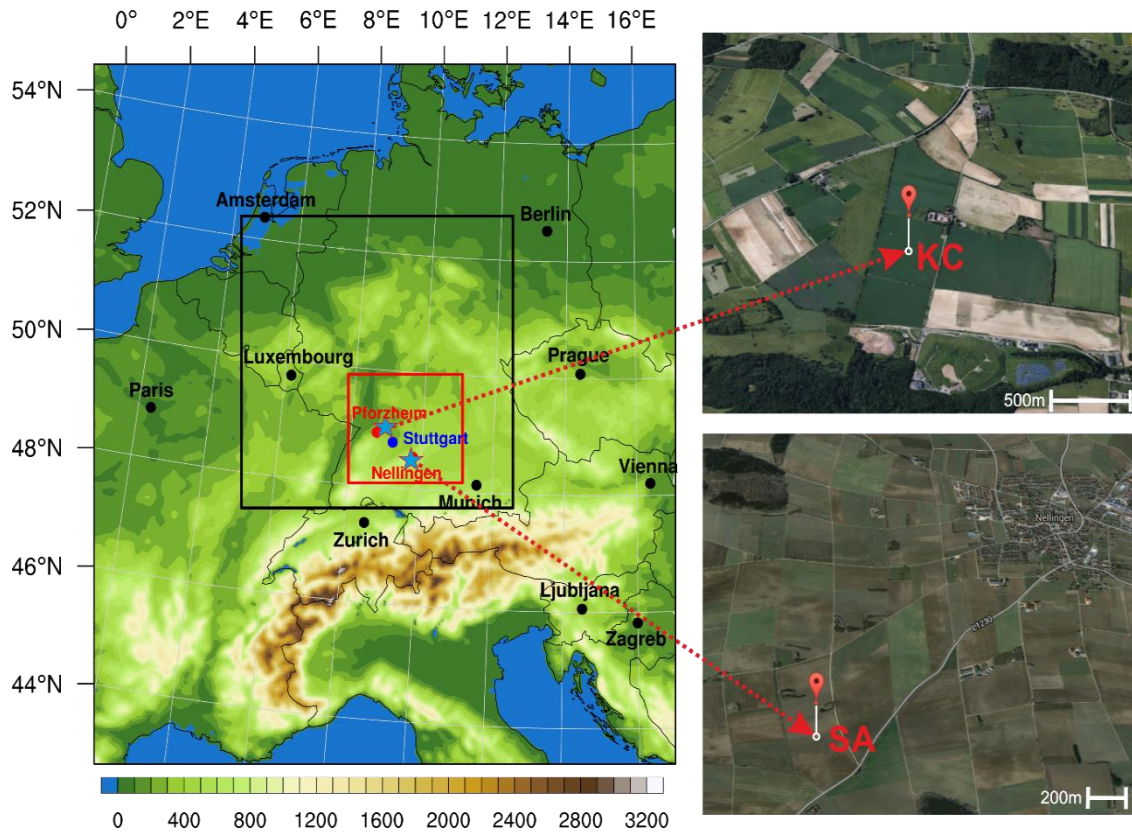 0° 2°E 4°E 6°E 8°E 10°E 12°E 14°E 16°E
54°N
52°N
50°N
48°N
46°N
44°N
Amsterdam
Berlin
Luxembourg
Prague
Paris
Pforzheim
Stuttgart
Nellingen
Vienna
Munich
Zurich
Ljubljana
Zagreb
0 400 800 1200 1600 2000 2400 2800 3200
KC
500m
Nellingen
C1230
SA
200m